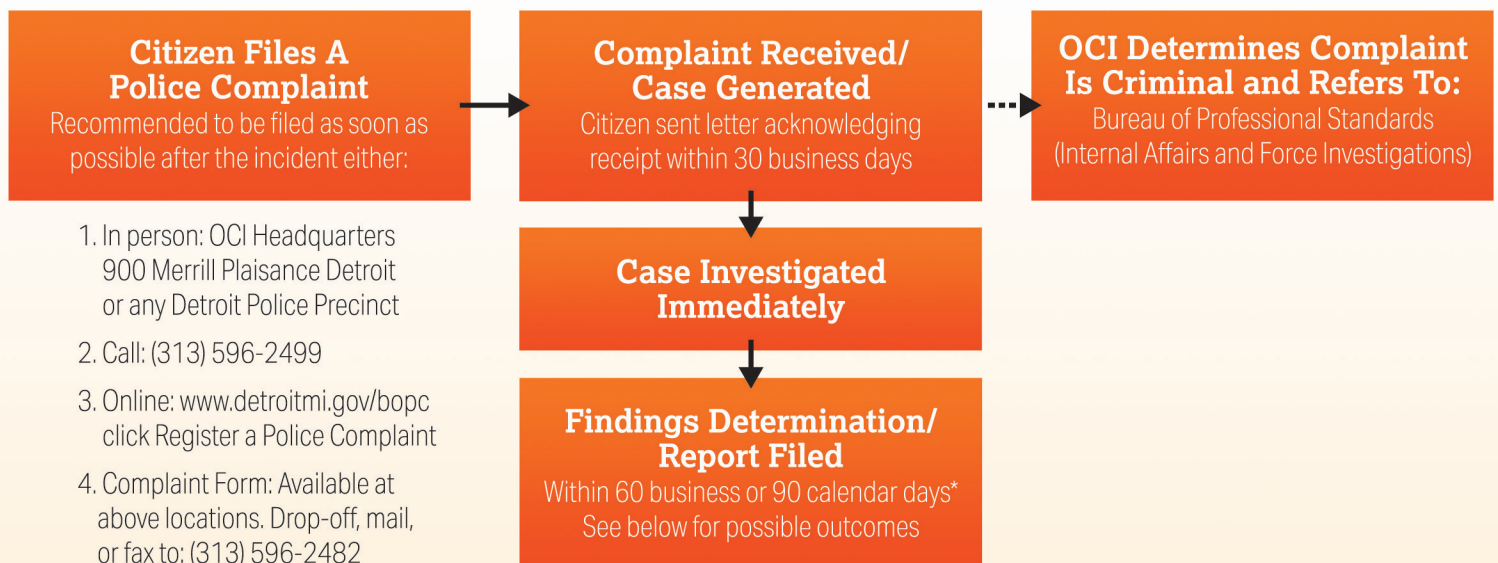 Citizen Files A
Police Complaint
Recommended to be filed as soon as
possible after the incident either:
1. In person: OCI Headquarters
900 Merrill Plaisance Detroit
or any Detroit Police Precinct
2. Call: (313) 596-2499
3. Online: www.detroitmi.gov/bopc
click Register a Police Complaint
4. Complaint Form: Available at
above locations. Drop-off, mail,
or fax to: (313) 596-2482
Complaint Received/
Case Generated
Citizen sent letter acknowledging
receipt within 30 business days
Case Investigated
Immediately
Findings Determination/
Report Filed
Within 60 business or 90 calendar days*
See below for possible outcomes
OCI Determines Complaint
Is Criminal and Refers To:
Bureau of Professional Standards
(Internal Affairs and Force Investigations)